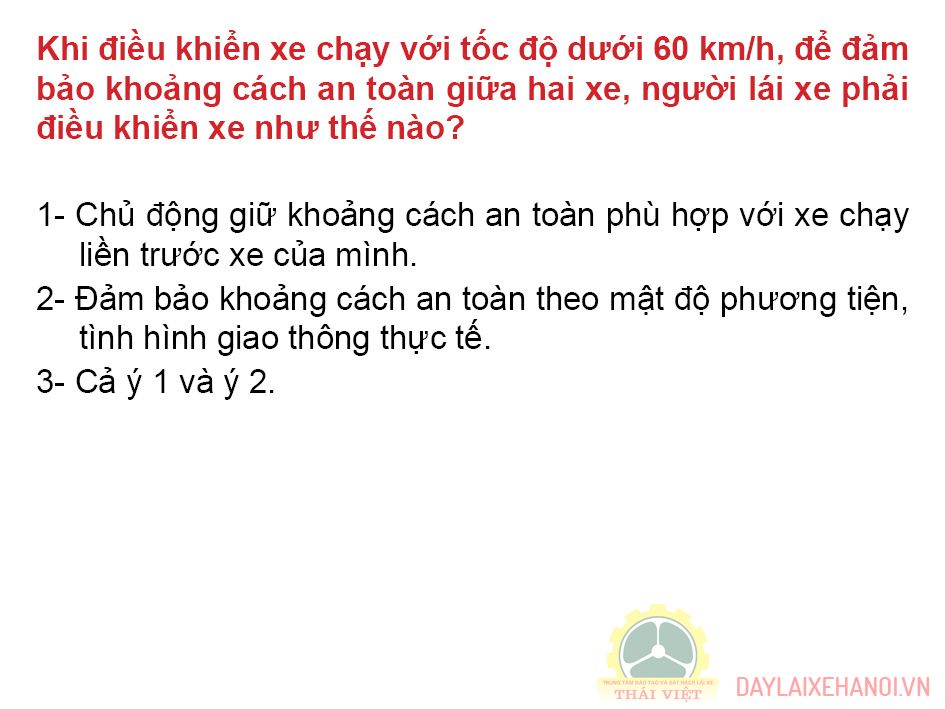 Khi điều khiển xe chạy với tốc độ dưới 60 km/h, để đảm
bảo khoảng cách an toàn giữa hai xe, người lái xe phải
điều khiển xe như thế nào?
1- Chủ động giữ khoảng cách an toàn phù hợp với xe chạy
liền trước xe của mình.
2- Đảm bảo khoảng cách an toàn theo mật độ phương tiện,
tình hình giao thông thực tế.
3- Cả ý 1 và ý 2.
TRUNG TÂM ĐÀO TẠO VÀ SÁT HẠCH LÁI XE
THÁI VIỆT
DAYLAIXEHANOI.VN